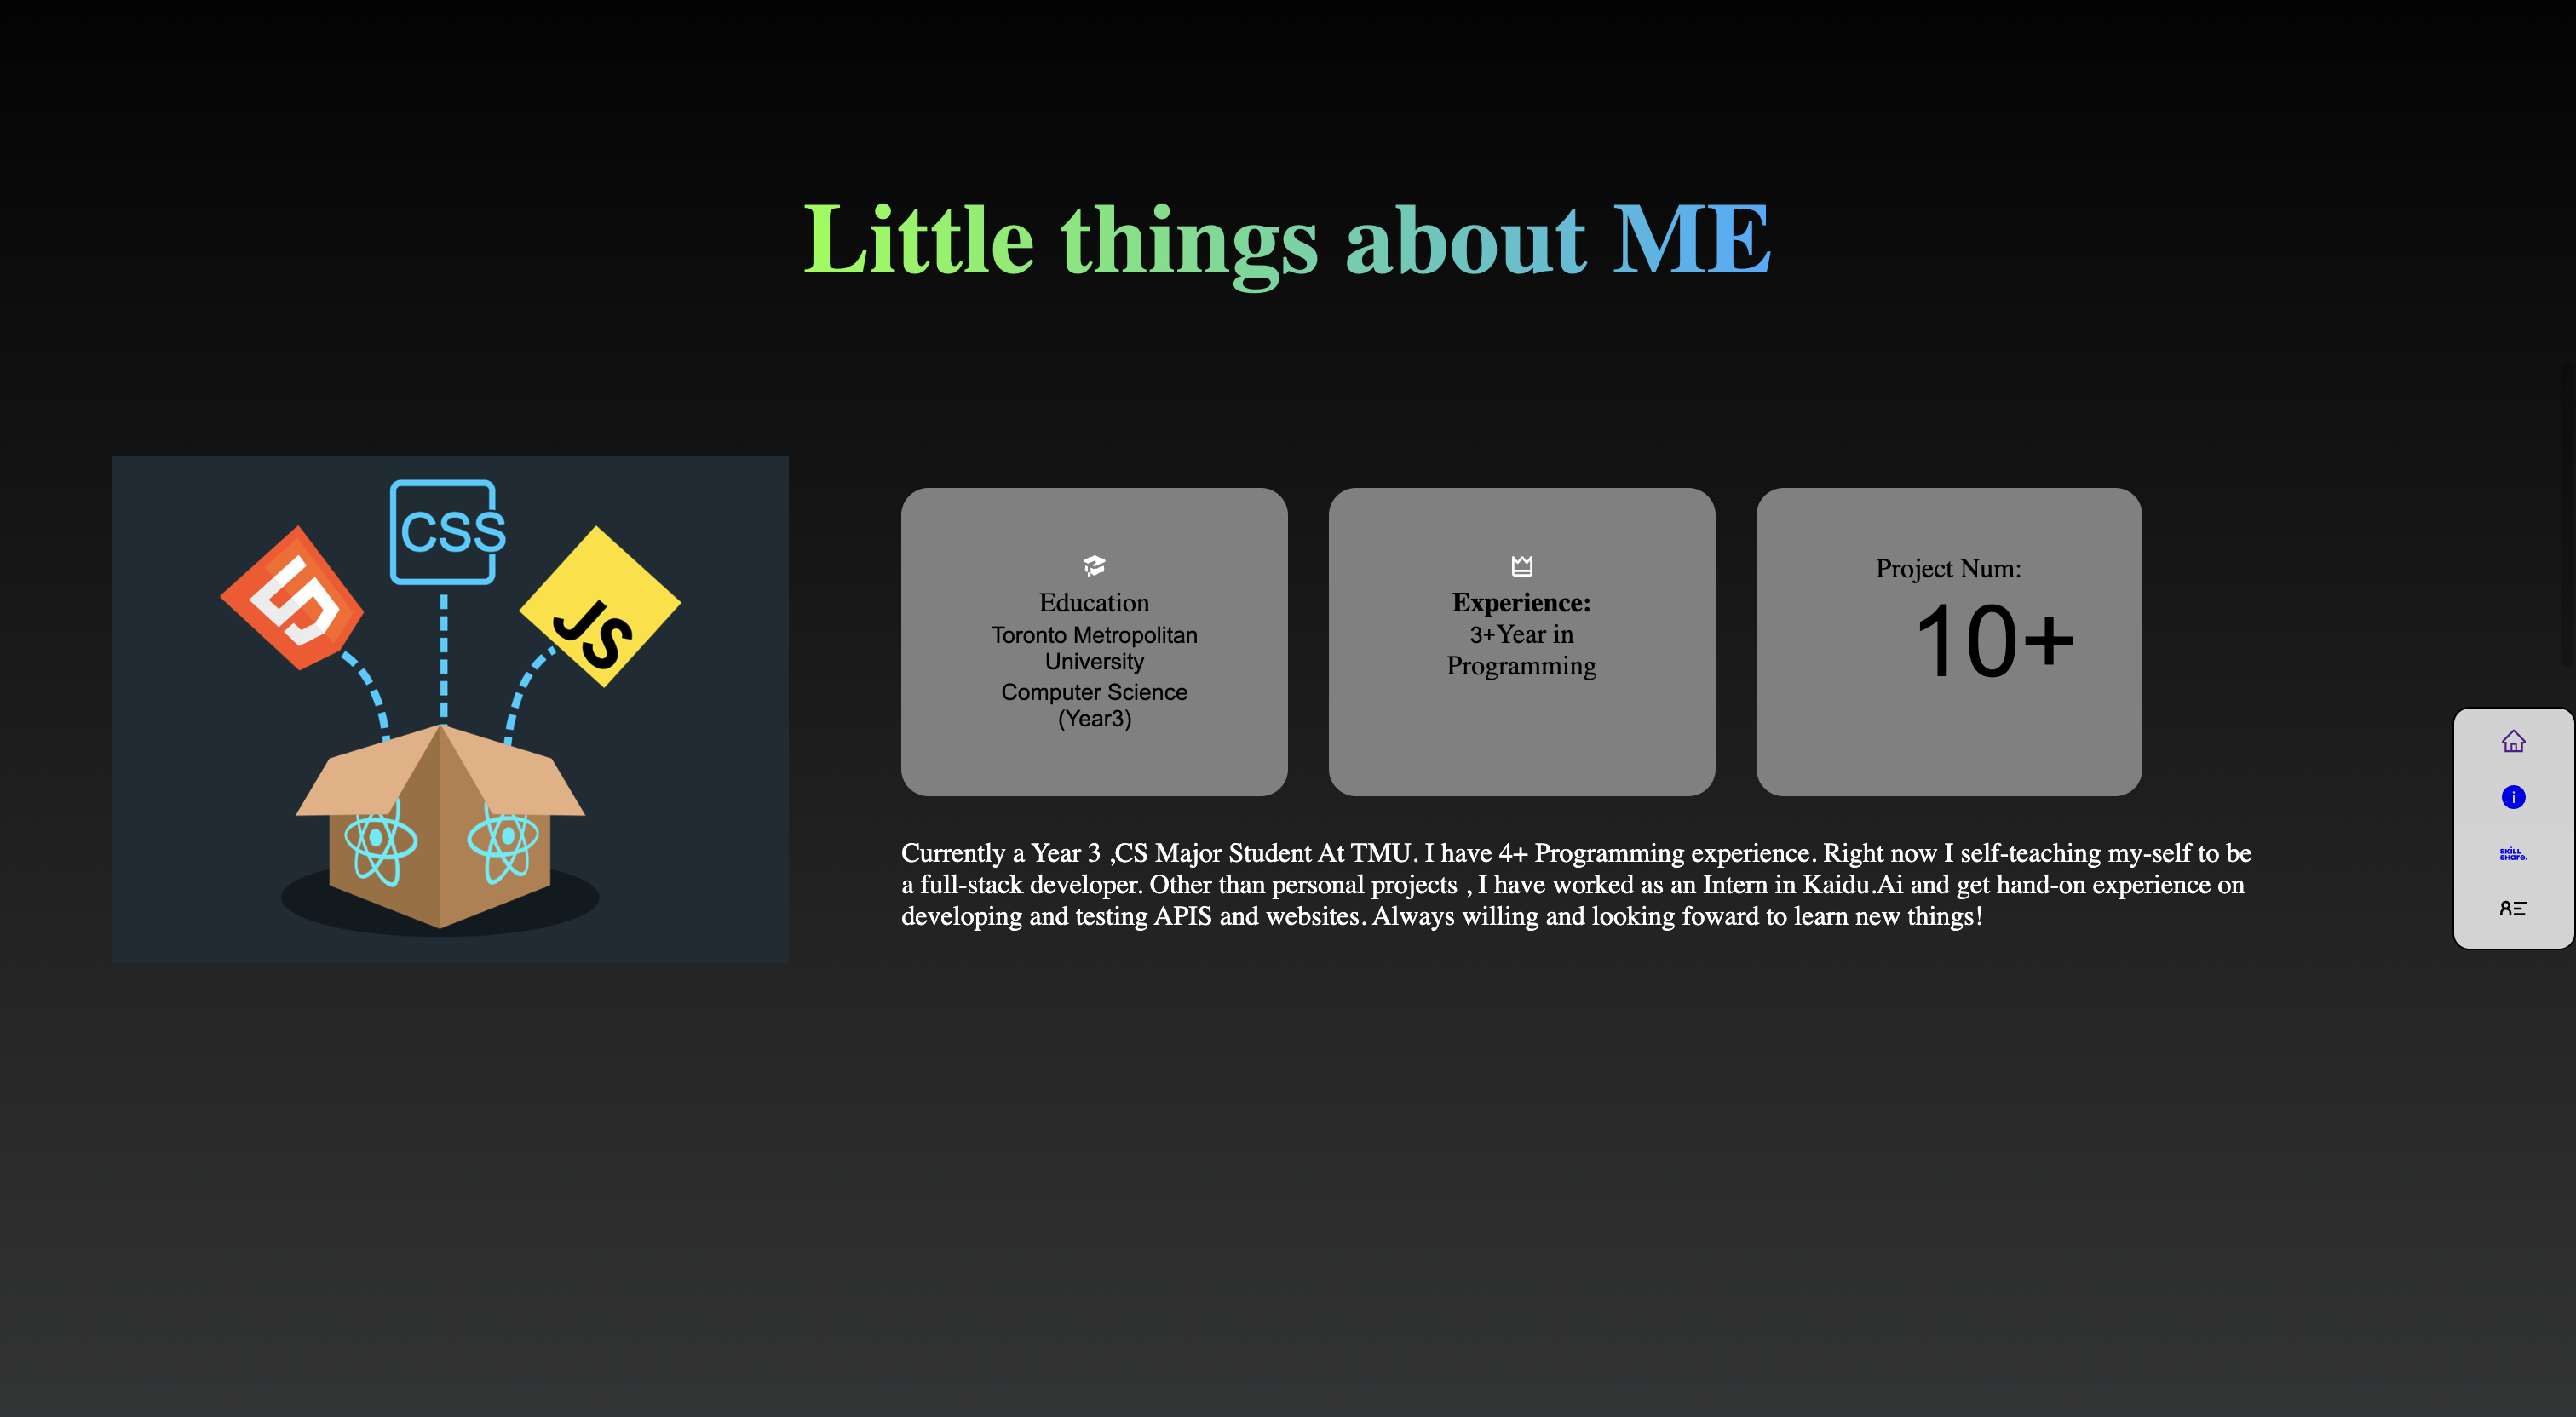 Little things about ME
CSS
JS
Education
Toronto Metropolitan
University
Computer Science
(Year3)
Experience:
3+Year in
Programming
Project Num:
10+
Currently a Year 3 ,CS Major Student At TMU. I have 4+ Programming experience. Right now I self-teaching my-self to be
a full-stack developer. Other than personal projects , I have worked as an Intern in Kaidu.Ai and get hand-on experience on
developing and testing APIS and websites. Always willing and looking foward to learn new things!
i
SKILL
SHare.